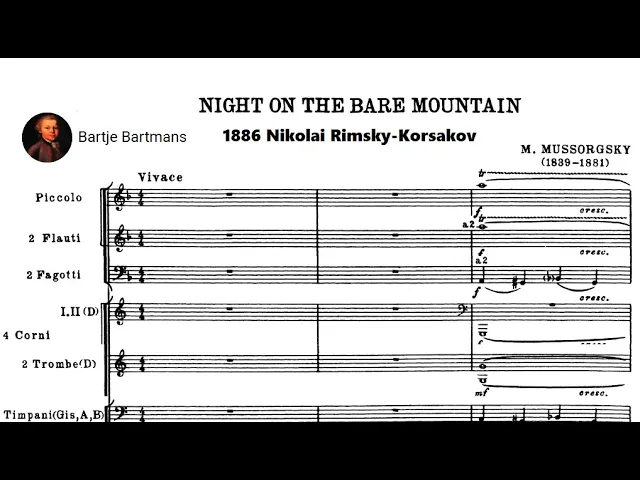 NIGHT ON THE BARE MOUNTAIN
Bartje Bartmans
1886 Nikolai Rimsky-Korsakov
M. MUSSORGSKY
(1839-1881)
Vivace
tr
Piccolo
f cresc.
a2 tr
2 Flauti
f cresc.
a2
2 Fagotti
f cresc.
I.II (D)
4 Corni
f cresc.
2 Trombe(D)
mf cresc.
Timpani(Gis,A,B)